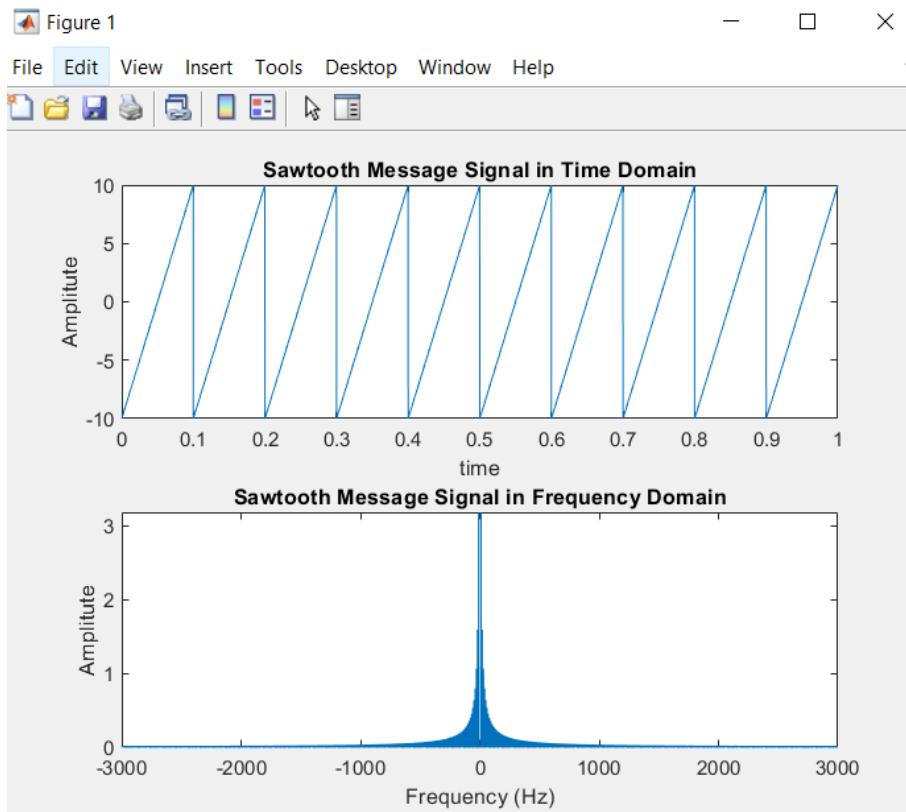 Figure 1
File Edit View Insert Tools Desktop Window Help
Sawtooth Message Signal in Time Domain
10
5
0
-5
-10
Amplitute
0 0.1 0.2 0.3 0.4 0.5 0.6 0.7 0.8 0.9 1
time
Sawtooth Message Signal in Frequency Domain
3
2
1
0
Amplitute
-3000 -2000 -1000 0 1000 2000 3000
Frequency (Hz)